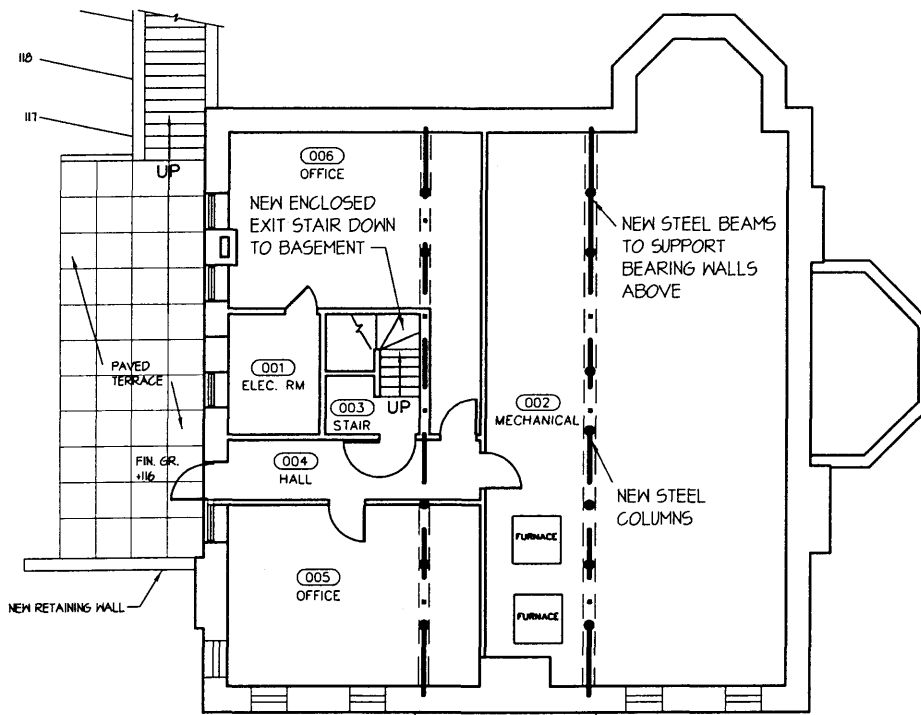 118
117
UP
006
OFFICE
NEW ENCLOSED
EXIT STAIR DOWN
TO BASEMENT
NEW STEEL BEAMS
TO SUPPORT
BEARING WALLS
ABOVE
PAVED
TERRACE
001
ELEC. RM
003
STAIR
UP
002
MECHANICAL
FIN. GR.
+116
004
HALL
NEW STEEL
COLUMNS
FURNACE
005
OFFICE
FURNACE
NEW RETAINING WALL